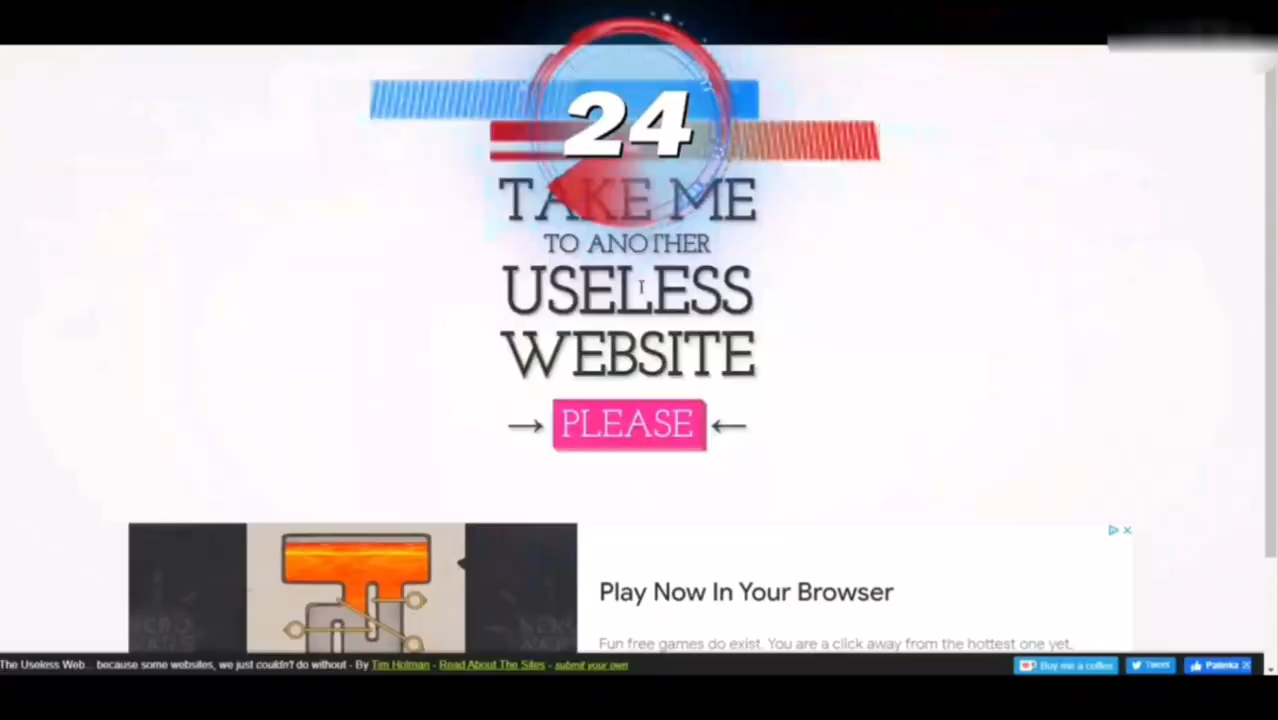 24
TAKE ME
TO ANOTHER
USELESS
WEBSITE
→ PLEASE ←
Play Now In Your Browser
Fun free games do exist. You are a click away from the hottest one yet.
The Useless Web... because some websites, we just couldn't do without - By Tim Holman - Read About The Sites - submit your own
Buy me a coffee
Tweet